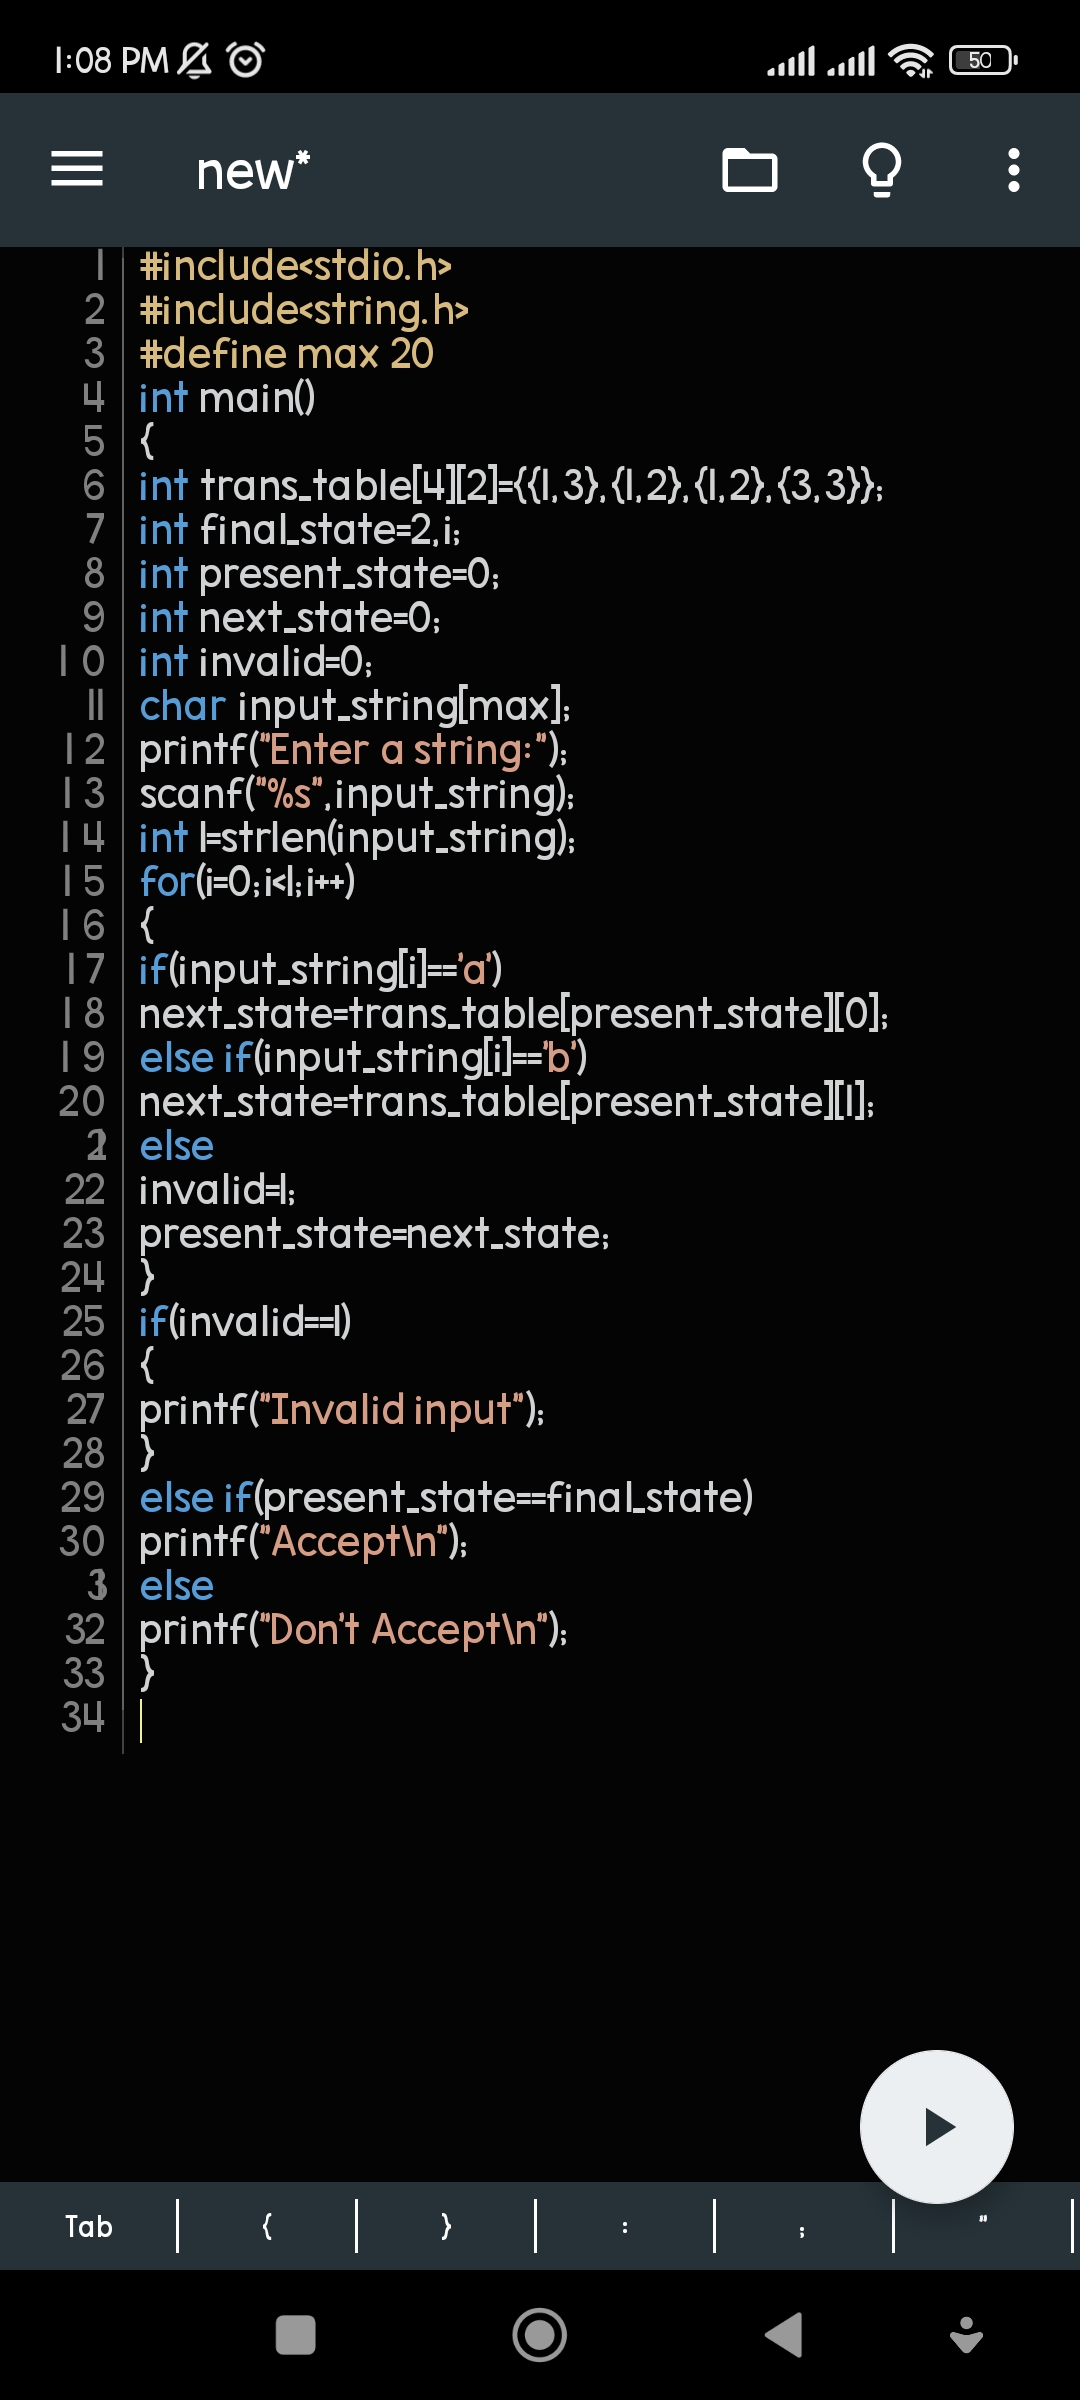 1:08 PM
50
new*
1 #include<stdio.h>
2 #include<string.h>
3 #define max 20
4 int main()
5 {
6 int trans_table[4][2]={{1,3},{1,2},{1,2},{3,3}};
7 int final_state=2,i;
8 int present_state=0;
9 int next_state=0;
10 int invalid=0;
11 char input_string[max];
12 printf("Enter a string:");
13 scanf("%s",input_string);
14 int l=strlen(input_string);
15 for(i=0;i<l;i++)
16 {
17 if(input_string[i]=='a')
18 next_state=trans_table[present_state][0];
19 else if(input_string[i]=='b')
20 next_state=trans_table[present_state][1];
21 else
22 invalid=1;
23 present_state=next_state;
24 }
25 if(invalid==1)
26 {
27 printf("Invalid input");
28 }
29 else if(present_state==final_state)
30 printf("Accept\n");
31 else
32 printf("Don't Accept\n");
33 }
34
Tab { } : ; "